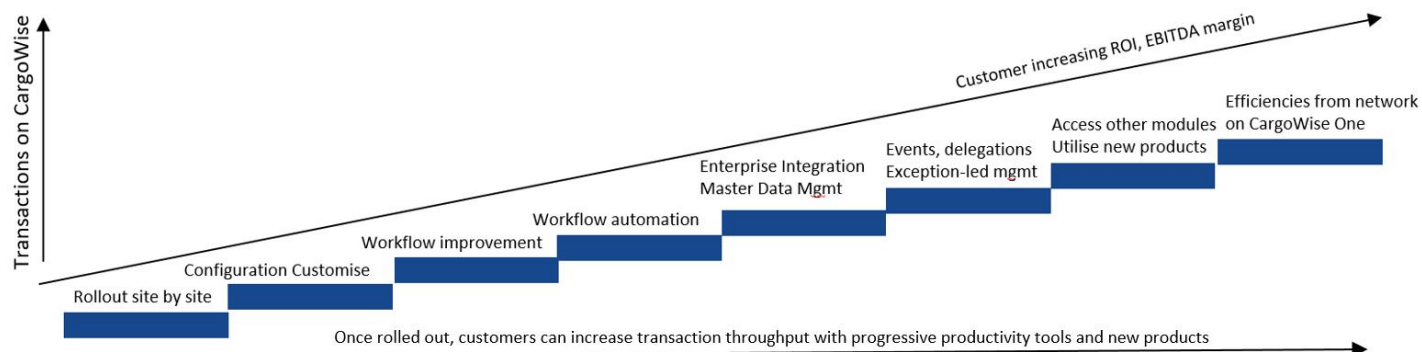 Transactions on CargoWise
Customer increasing ROI, EBITDA margin
Efficiencies from network
on CargoWise One
Access other modules
Utilise new products
Events, delegations
Exception-led mgmt
Enterprise Integration
Master Data Mgmt
Workflow automation
Workflow improvement
Configuration Customise
Rollout site by site
Once rolled out, customers can increase transaction throughput with progressive productivity tools and new products